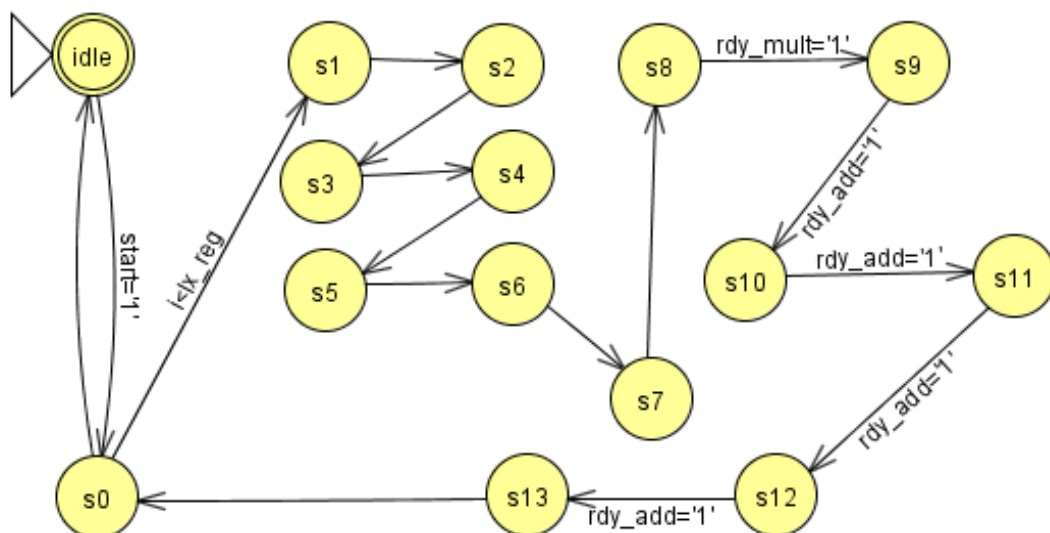 idle
s1
s2
s8
rdy_mult='1'
s9
s3
s4
rdy_add='1'
start='1'
i<lx_reg
s5
s6
s10
rdy_add='1'
s11
s7
rdy_add='1'
s0
s13
rdy_add='1'
s12